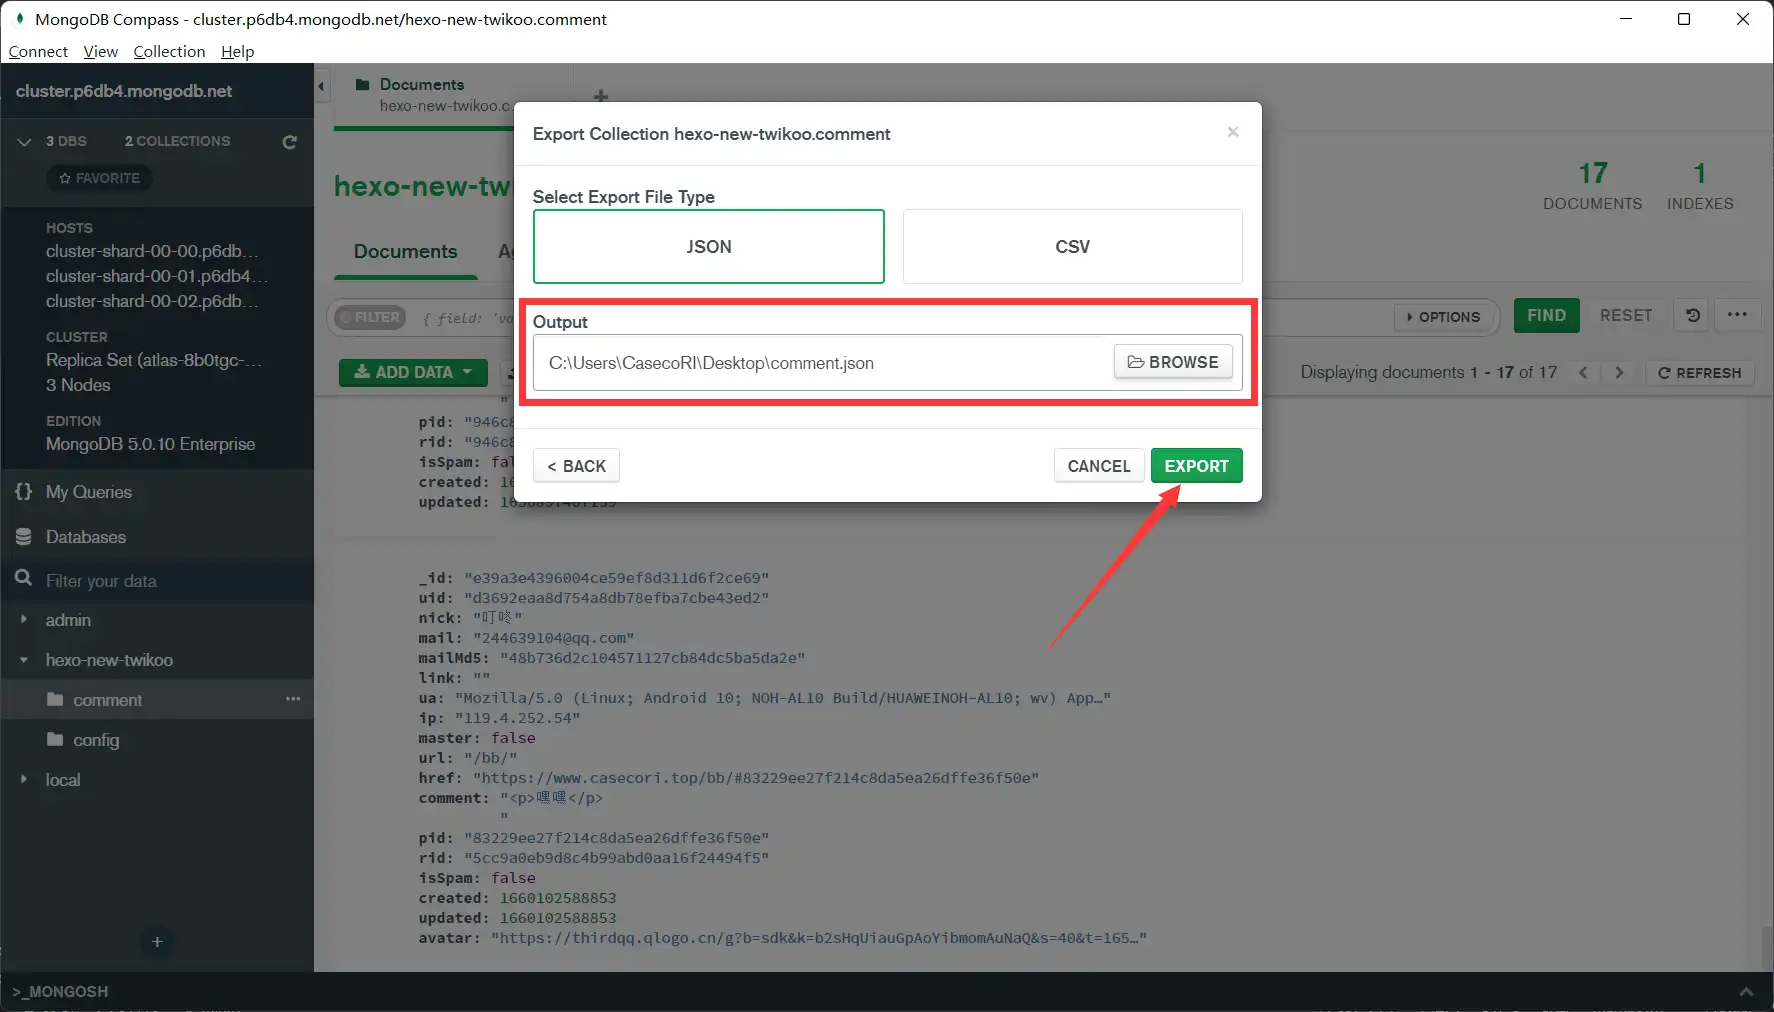 MongoDB Compass - cluster.p6db4.mongodb.net/hexo-new-twikoo.comment
Connect View Collection Help
cluster.p6db4.mongodb.net
3 DBS 2 COLLECTIONS
FAVORITE
HOSTS
cluster-shard-00-00.p6db...
cluster-shard-00-01.p6db4...
cluster-shard-00-02.p6db...
CLUSTER
Replica Set (atlas-8b0tgc-...
3 Nodes
EDITION
MongoDB 5.0.10 Enterprise
{} My Queries
Databases
Filter your data
admin
hexo-new-twikoo
comment ...
config
local
+
Documents
hexo-new-twikoo.c...
+
hexo-new-tw
17
DOCUMENTS
1
INDEXES
Documents
FILTER { field: 'va
OPTIONS
FIND
RESET
...
ADD DATA
Displaying documents 1 - 17 of 17
REFRESH
Export Collection hexo-new-twikoo.comment
×
Select Export File Type
JSON
CSV
Output
C:\Users\CasecoRI\Desktop\comment.json
BROWSE
< BACK
CANCEL
EXPORT
"
pid: "946c8
rid: "946c8
isSpam: fal
created: 16
updated:
_id: "e39a3e4396004ce59ef8d311d6f2ce69"
uid: "d3692eaa8d754a8db78efba7cbe43ed2"
nick: "叮咚"
mail: "244639104@qq.com"
mailMd5: "48b736d2c104571127cb84dc5ba5da2e"
link: ""
ua: "Mozilla/5.0 (Linux; Android 10; NOH-AL10 Build/HUAWEINOH-AL10; wv) App…"
ip: "119.4.252.54"
master: false
url: "/bb/"
href: "https://www.casecori.top/bb/#83229ee27f214c8da5ea26dffe36f50e"
comment: "<p>嘿嘿</p>
"
pid: "83229ee27f214c8da5ea26dffe36f50e"
rid: "5cc9a0eb9d8c4b99abd0aa16f24494f5"
isSpam: false
created: 1660102588853
updated: 1660102588853
avatar: "https://thirdqq.qlogo.cn/g?b=sdk&k=b2sHqUiauGpAoYibmomAuNaQ&s=40&t=165…"
>_MONGOSH